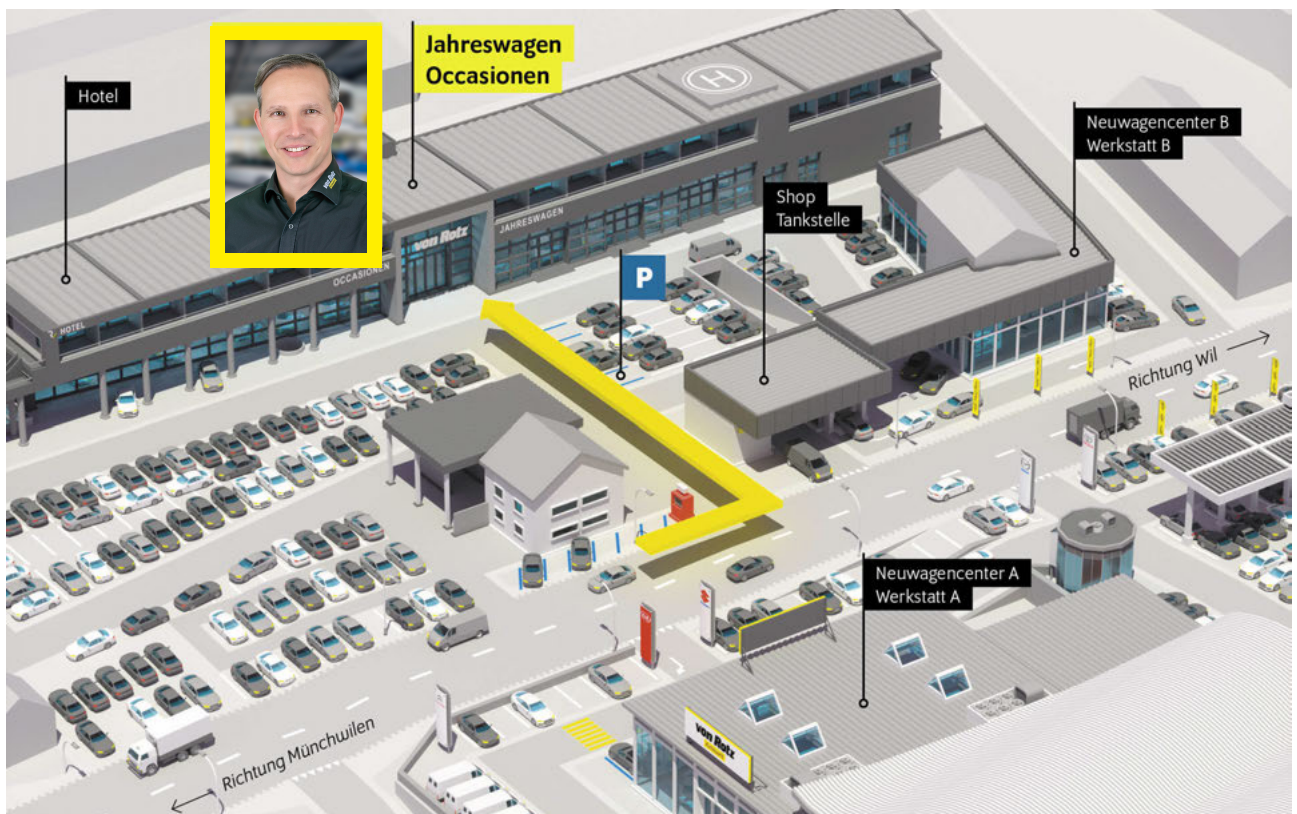 Hotel
Jahreswagen
Occasionen
H
Neuwagencenter B
Werkstatt B
Shop
Tankstelle
von Rotz
JAHRESWAGEN
OCCASIONEN
HOTEL
P
Richtung Wil
Neuwagencenter A
Werkstatt A
von Rotz
Richtung Münchwilen